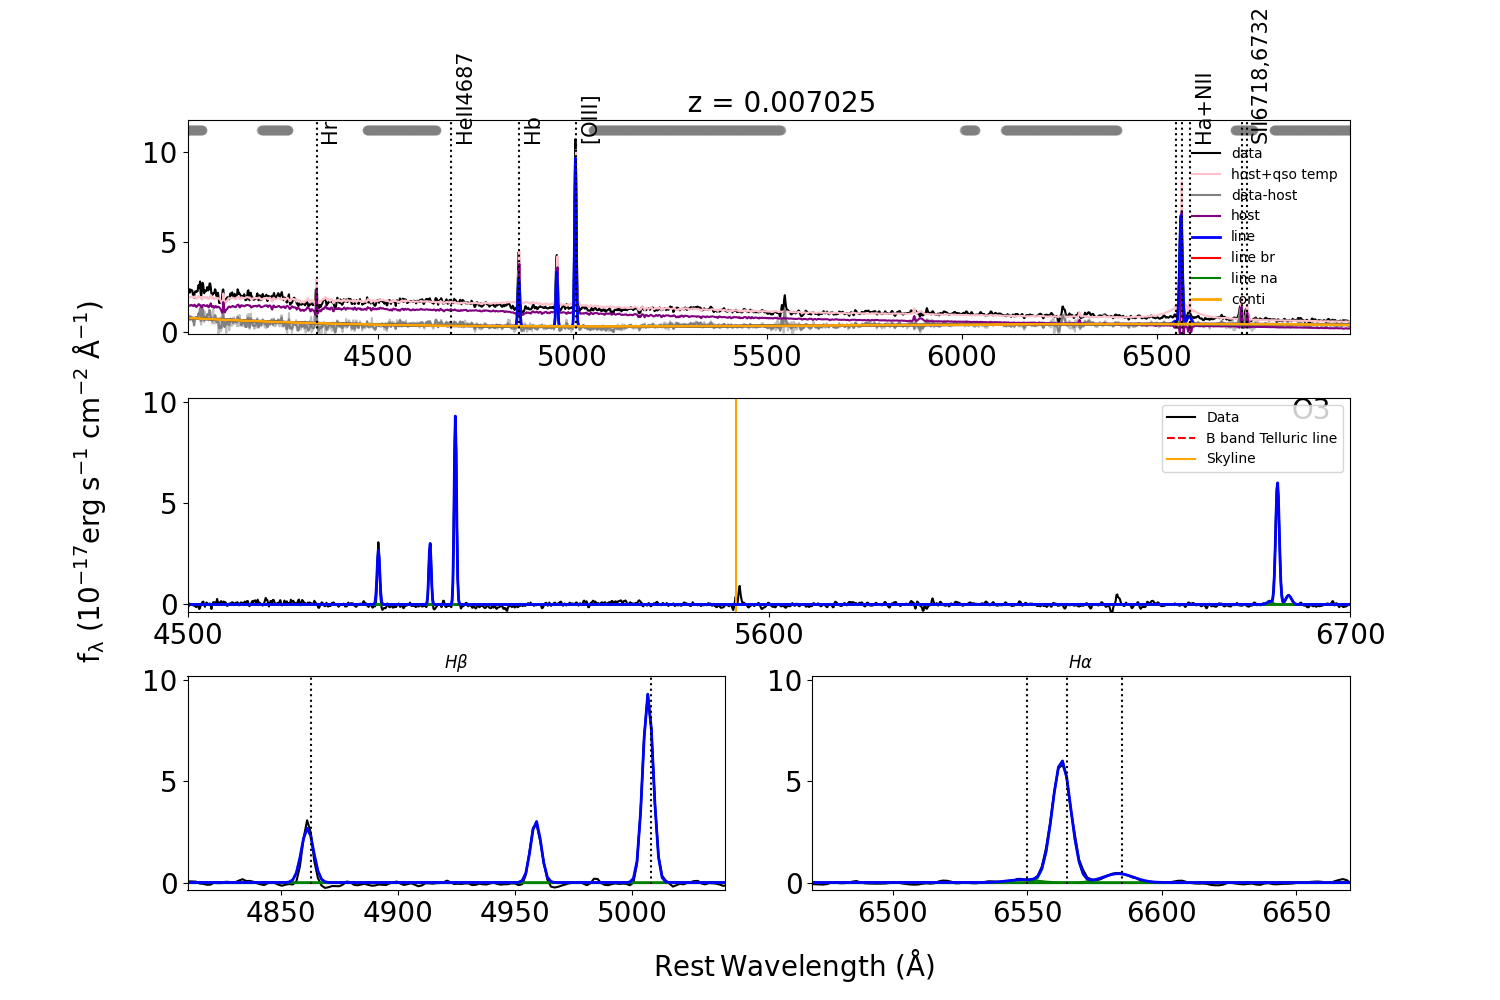 z = 0.007025
Hr
HeII4687
Hb
[OIII]
Ha+NII
SII6718,6732
10
5
0
data
host+qso temp
data-host
host
line
line br
line na
conti
4500 5000 5500 6000 6500
fλ (10−17erg s−1 cm−2 Å−1)
10
5
0
O3
Data
B band Telluric line
Skyline
4500 5600 6700
Hβ
10
5
0
4850 4900 4950 5000
Hα
10
5
0
6500 6550 6600 6650
Rest Wavelength (Å)